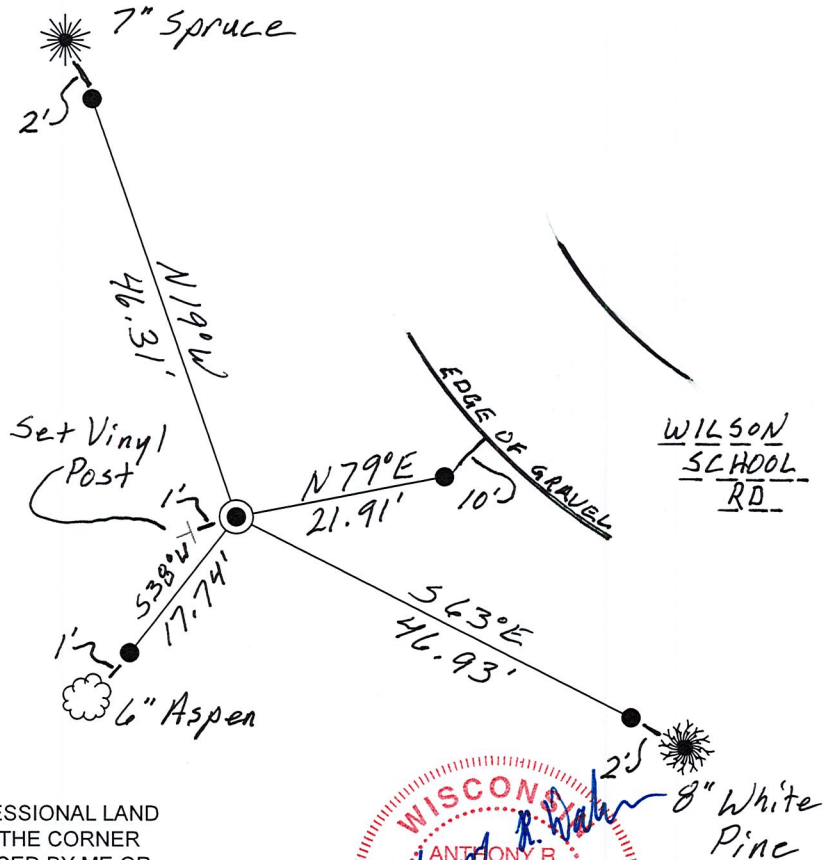 7" Spruce
2'
N19°W
46.31'
EDGE OF GRAVEL
WILSON
SCHOOL
RD
Set Vinyl
Post
1'
N79°E
21.91'
10'
S38°W
17.74'
S63°E
46.93'
1'
6" Aspen
2'
8" White
Pine
ESSIONAL LAND
THE CORNER
WISCONSIN
ANTHONY R